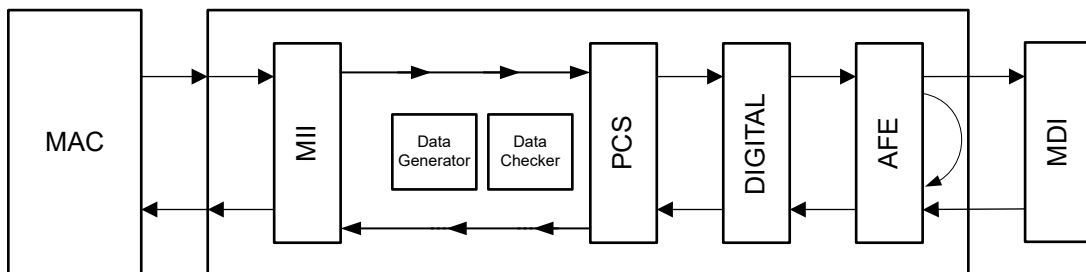 MAC
MII
Data
Generator
Data
Checker
PCS
DIGITAL
AFE
MDI